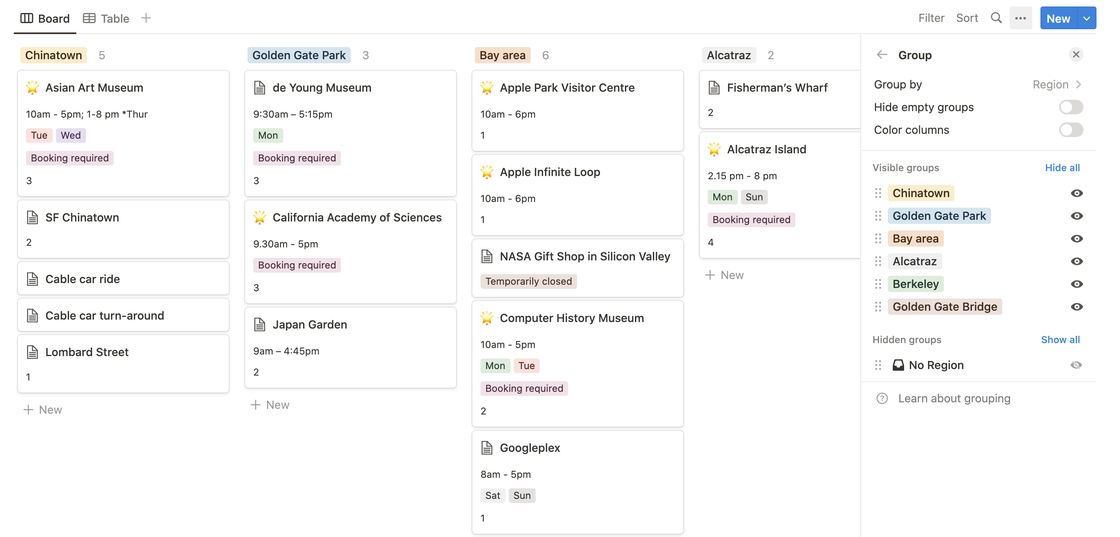 Board Table Filter Sort New
Chinatown 5
Asian Art Museum
10am - 5pm; 1-8 pm *Thur
Tue Wed
Booking required
3
SF Chinatown
2
Cable car ride
Cable car turn-around
Lombard Street
1
New
Golden Gate Park 3
de Young Museum
9:30am – 5:15pm
Mon
Booking required
3
California Academy of Sciences
9.30am - 5pm
Booking required
3
Japan Garden
9am – 4:45pm
2
New
Bay area 6
Apple Park Visitor Centre
10am - 6pm
1
Apple Infinite Loop
10am - 6pm
1
NASA Gift Shop in Silicon Valley
Temporarily closed
Computer History Museum
10am - 5pm
Mon Tue
Booking required
2
Googleplex
8am - 5pm
Sat Sun
1
Alcatraz 2
Fisherman’s Wharf
2
Alcatraz Island
2.15 pm - 8 pm
Mon Sun
Booking required
4
New
Group
Group by Region
Hide empty groups
Color columns
Visible groups Hide all
Chinatown
Golden Gate Park
Bay area
Alcatraz
Berkeley
Golden Gate Bridge
Hidden groups Show all
No Region
Learn about grouping